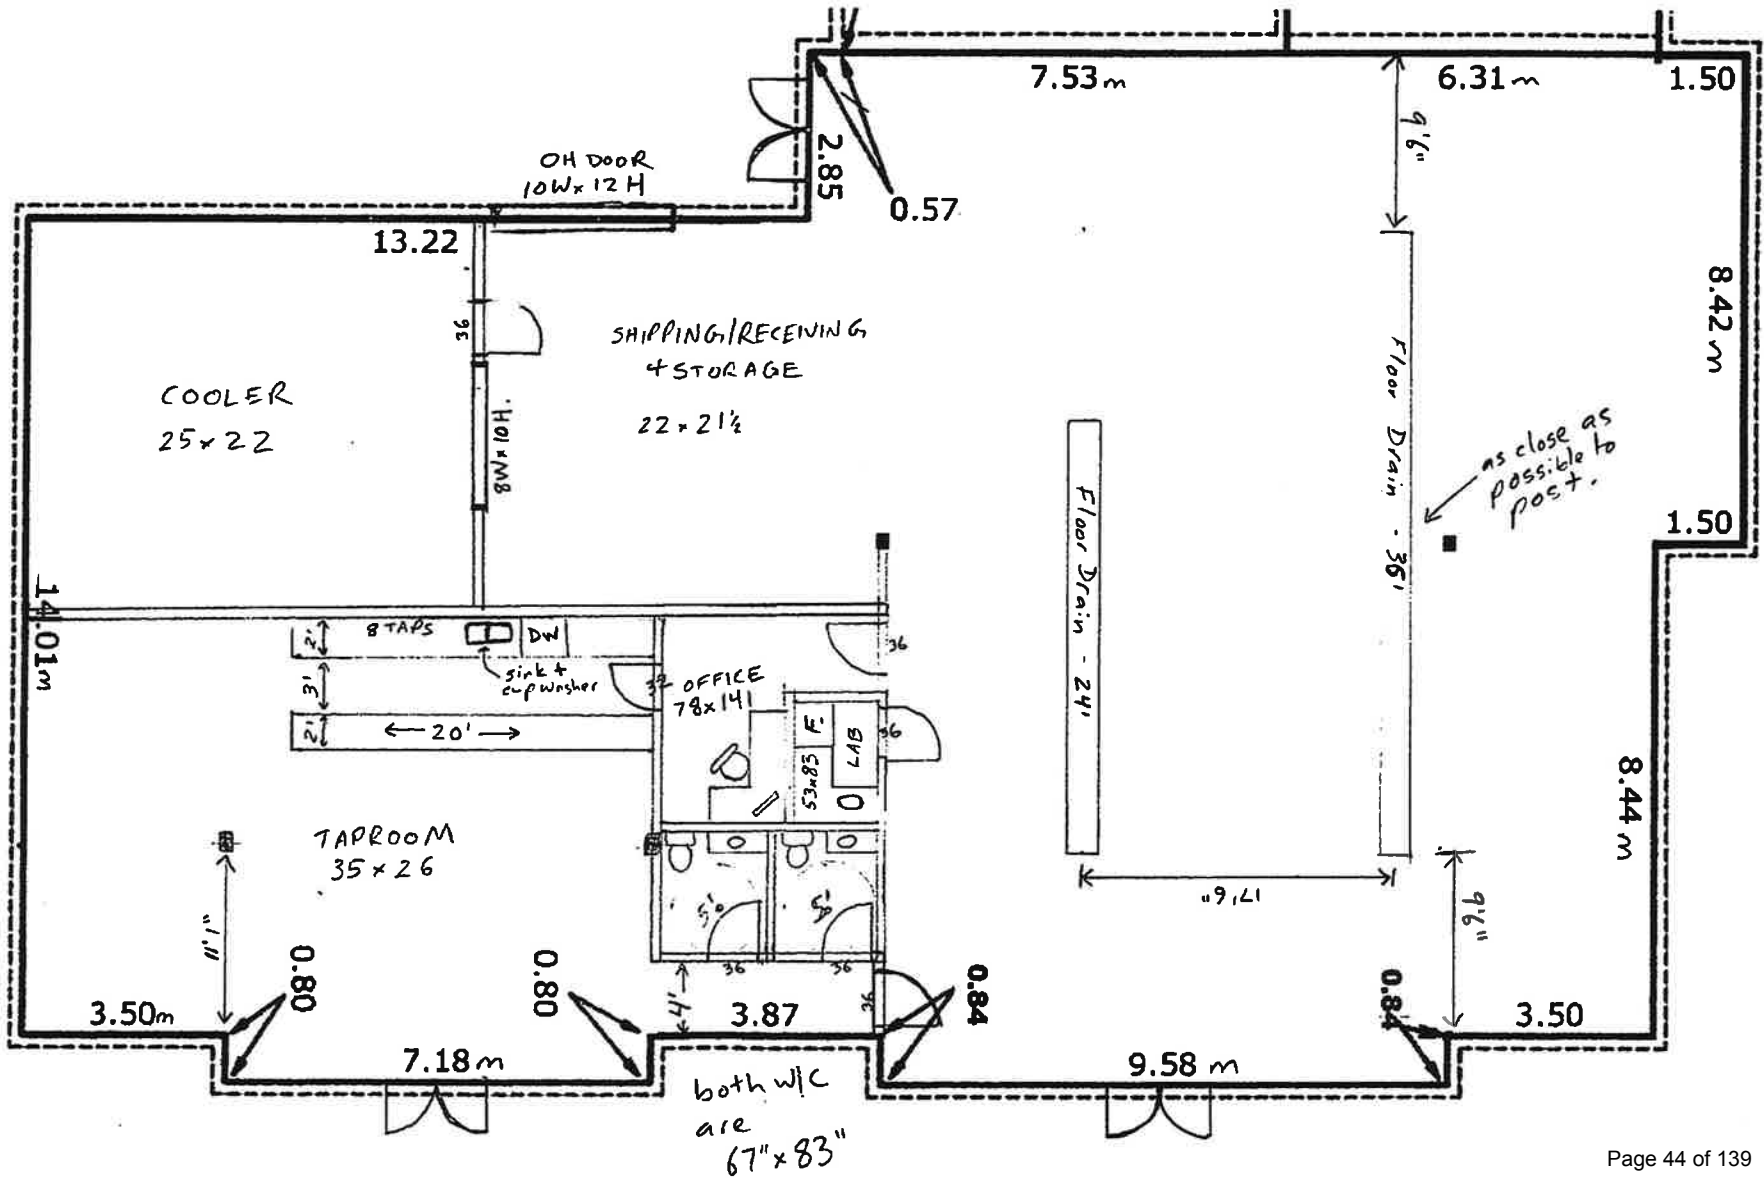 7.53m
6.31m
1.50
9'6"
2.85
OH DOOR
10W x 12H
0.57
13.22
8.42 m
36
SHIPPING/RECEIVING
+ STORAGE
22 x 21½
COOLER
25 x 22
8W x 10H.
Floor Drain - 36'
as close as
possible to
post.
Floor Drain - 24'
1.50
14.01m
2'
8 TAPS
DW
sink +
cup washer
3'
32
OFFICE
78x141
36
2'
20'
F.
LAB
36
53x83
8.44 m
TAPROOM
35 x 26
17'6"
9'6"
11'1"
5'0
5'0
36
36
0.80
0.80
4'
36
0.84
0.84
3.50m
3.87
3.50
7.18 m
9.58 m
both w/c
are
67" x 83"
Page 44 of 139